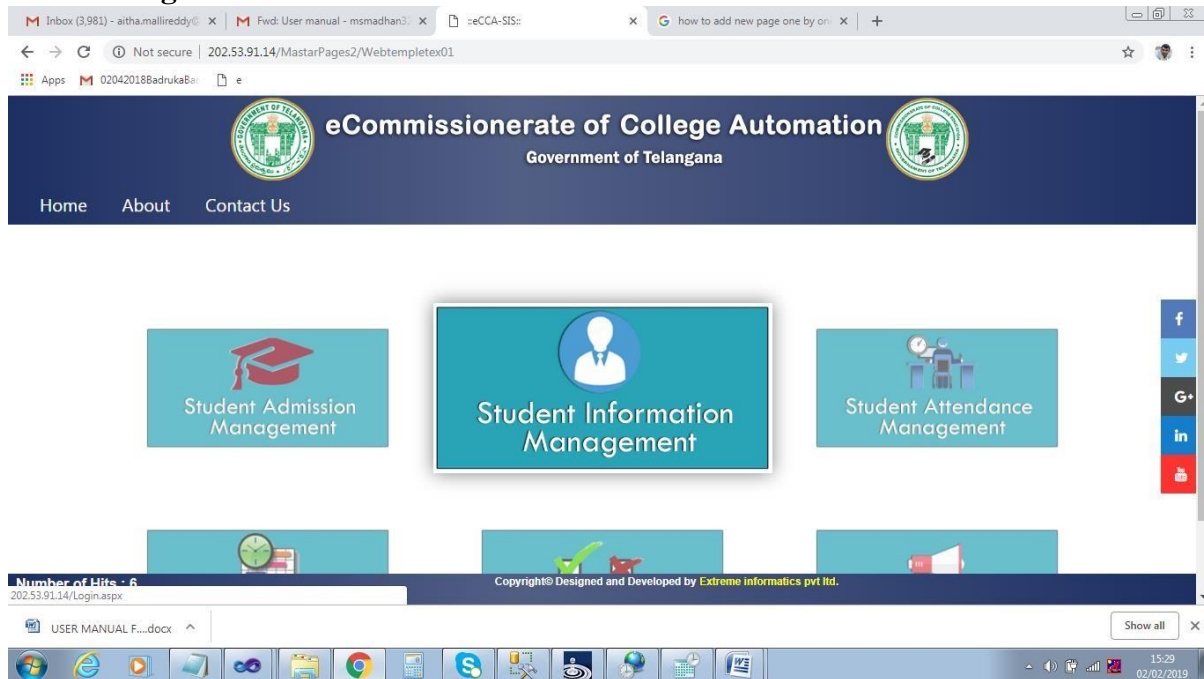 Inbox (3,981) - aitha.mallireddy@
Fwd: User manual - msmadhan3
::eCCA-SIS::
how to add new page one by on
Not secure | 202.53.91.14/MastarPages2/Webtempletex01
Apps
02042018BadrukaBa
e
eCommissionerate of College Automation
Government of Telangana
Home About Contact Us
Student Admission
Management
Student Information
Management
Student Attendance
Management
f
G+
in
Number of Hits : 6
Copyright© Designed and Developed by Extreme informatics pvt ltd.
202.53.91.14/Login.aspx
USER MANUAL F....docx
Show all
15:29
02/02/2019